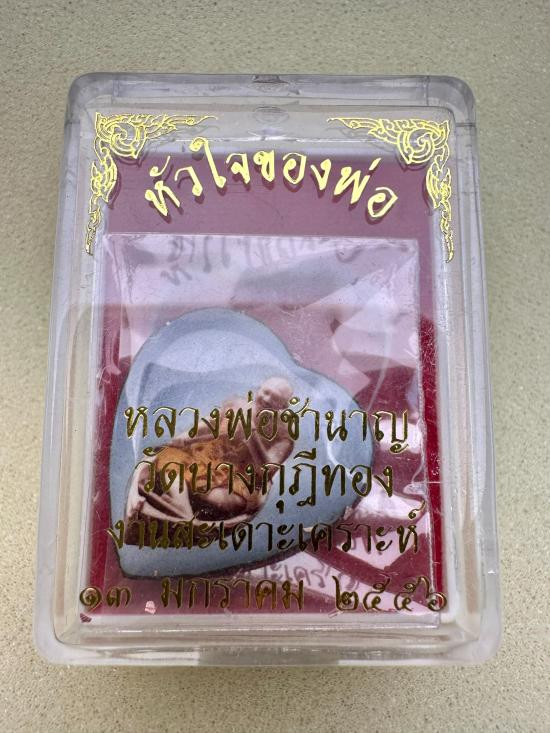 หัวใจของพ่อ
หลวงพ่อชำนาญ
วัดบางกุฎีทอง
งานสะเดาะเคราะห์
๑๓ มกราคม ๒๕๕๖